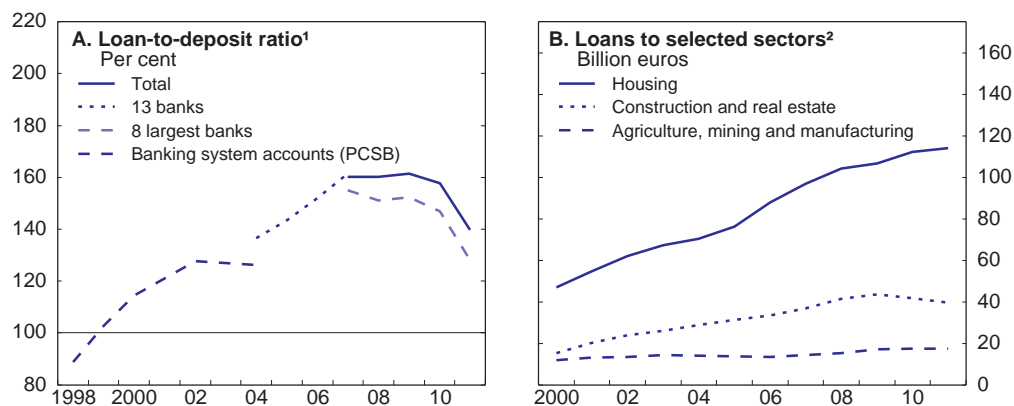 A. Loan-to-deposit ratio¹
Per cent
Total
13 banks
8 largest banks
Banking system accounts (PCSB)
220
200
180
160
140
120
100
80
1998 2000 02 04 06 08 10
B. Loans to selected sectors²
Billion euros
Housing
Construction and real estate
Agriculture, mining and manufacturing
160
140
120
100
80
60
40
20
0
2000 02 04 06 08 10